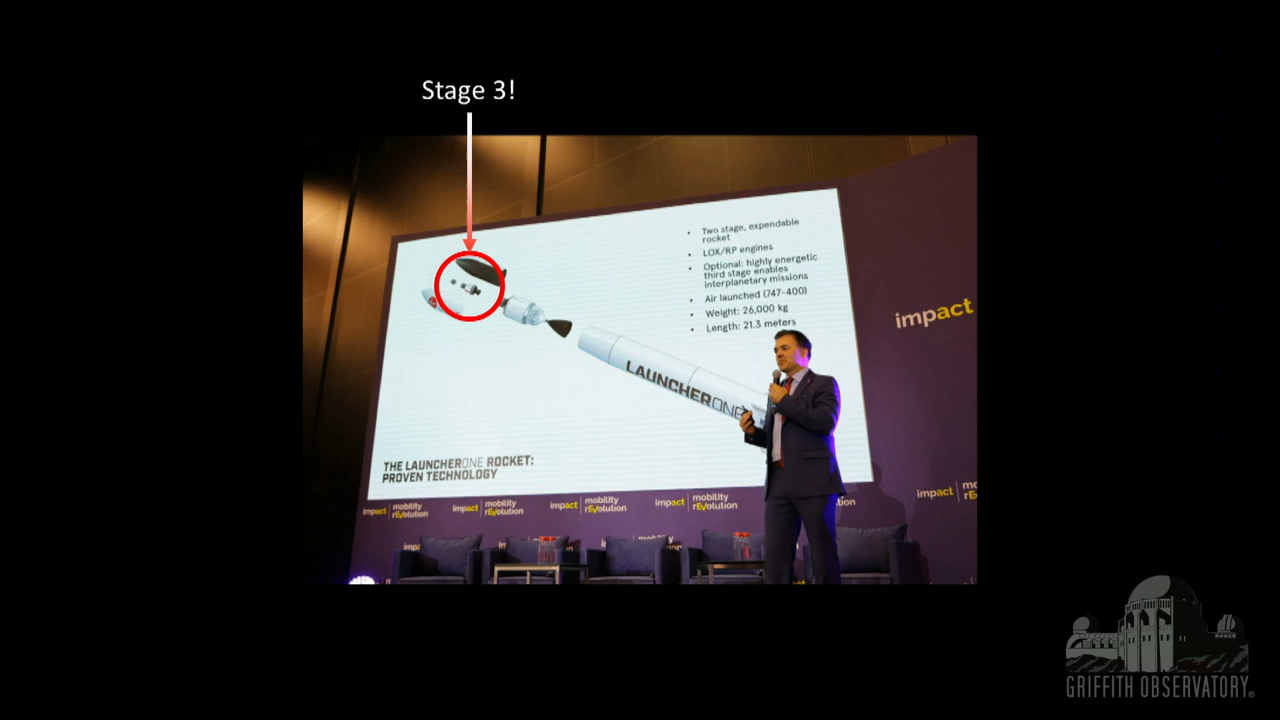 Stage 3!
• Two stage, expendable
rocket
• LOX/RP engines
• Optional: highly energetic
third stage enables
interplanetary missions
• Air launched (747-400)
• Weight: 26,000 kg
• Length: 21.3 meters
impact
LAUNCHERONE
THE LAUNCHERONE ROCKET:
PROVEN TECHNOLOGY
impact | mobility rEvolution
impact | mobility rEvolution
impact | mobility rEvolution
impact | mobility rEvolution
impact
GRIFFITH OBSERVATORY®